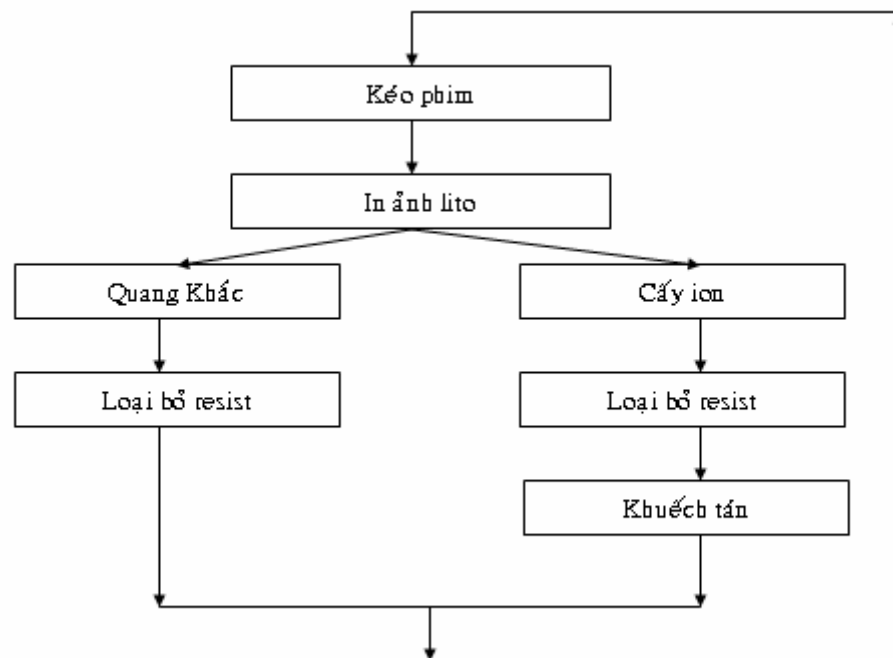 Kéo phim
In ảnh lito
Quang Khắc
Cấy ion
Loại bỏ resist
Loại bỏ resist
Khuếch tán